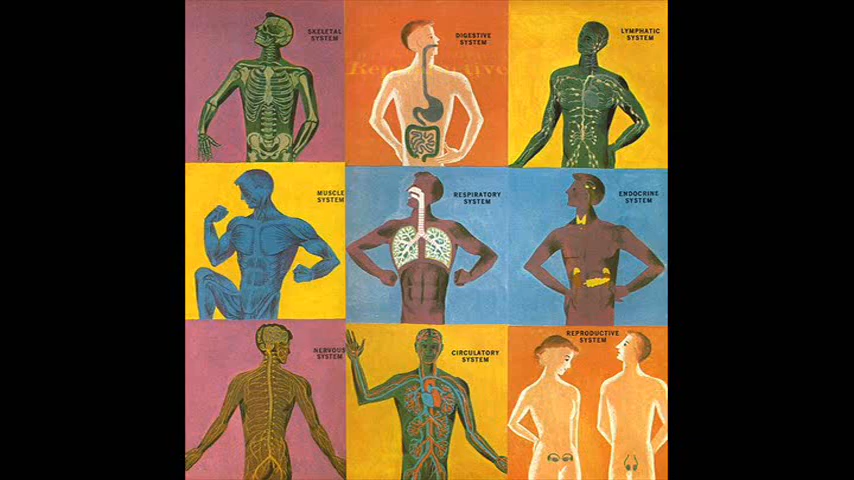 SKELETAL
SYSTEM
DIGESTIVE
SYSTEM
LYMPHATIC
SYSTEM
MUSCLE
SYSTEM
RESPIRATORY
SYSTEM
ENDOCRINE
SYSTEM
NERVOUS
SYSTEM
CIRCULATORY
SYSTEM
REPRODUCTIVE
SYSTEM